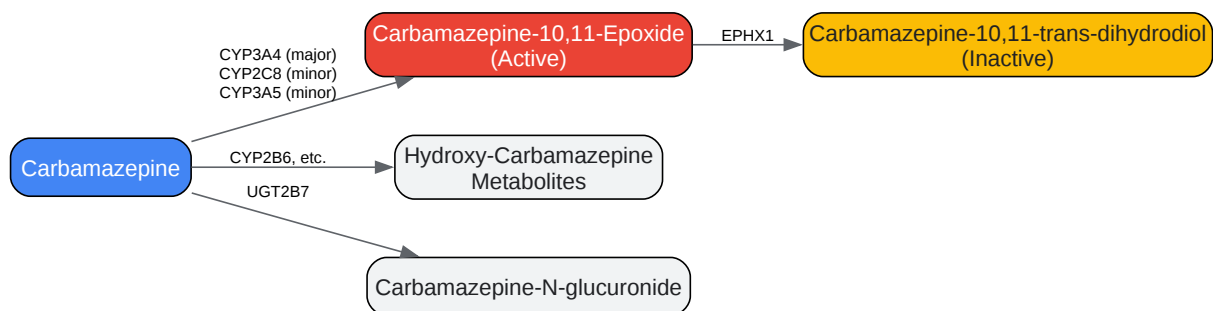 Carbamazepine
CYP3A4 (major)
CYP2C8 (minor)
CYP3A5 (minor)
Carbamazepine-10,11-Epoxide
(Active)
EPHX1
Carbamazepine-10,11-trans-dihydrodiol
(Inactive)
CYP2B6, etc.
Hydroxy-Carbamazepine
Metabolites
UGT2B7
Carbamazepine-N-glucuronide